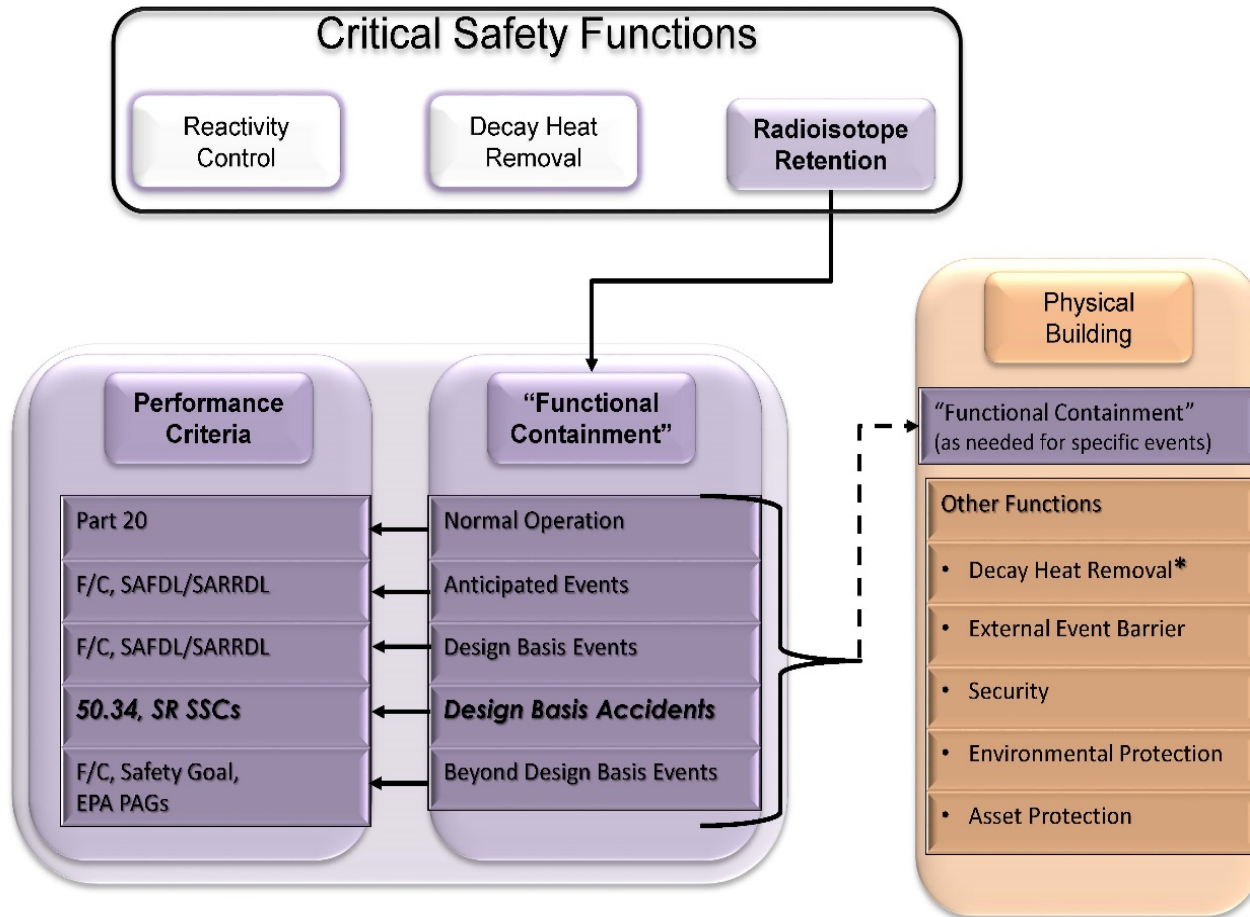 Critical Safety Functions
Reactivity
Control
Decay Heat
Removal
Radioisotope
Retention
Performance
Criteria
Part 20
F/C, SAFDL/SARRDL
F/C, SAFDL/SARRDL
50.34, SR SSCs
F/C, Safety Goal,
EPA PAGs
“Functional
Containment”
Normal Operation
Anticipated Events
Design Basis Events
Design Basis Accidents
Beyond Design Basis Events
Physical
Building
“Functional Containment”
(as needed for specific events)
Other Functions
• Decay Heat Removal*
• External Event Barrier
• Security
• Environmental Protection
• Asset Protection